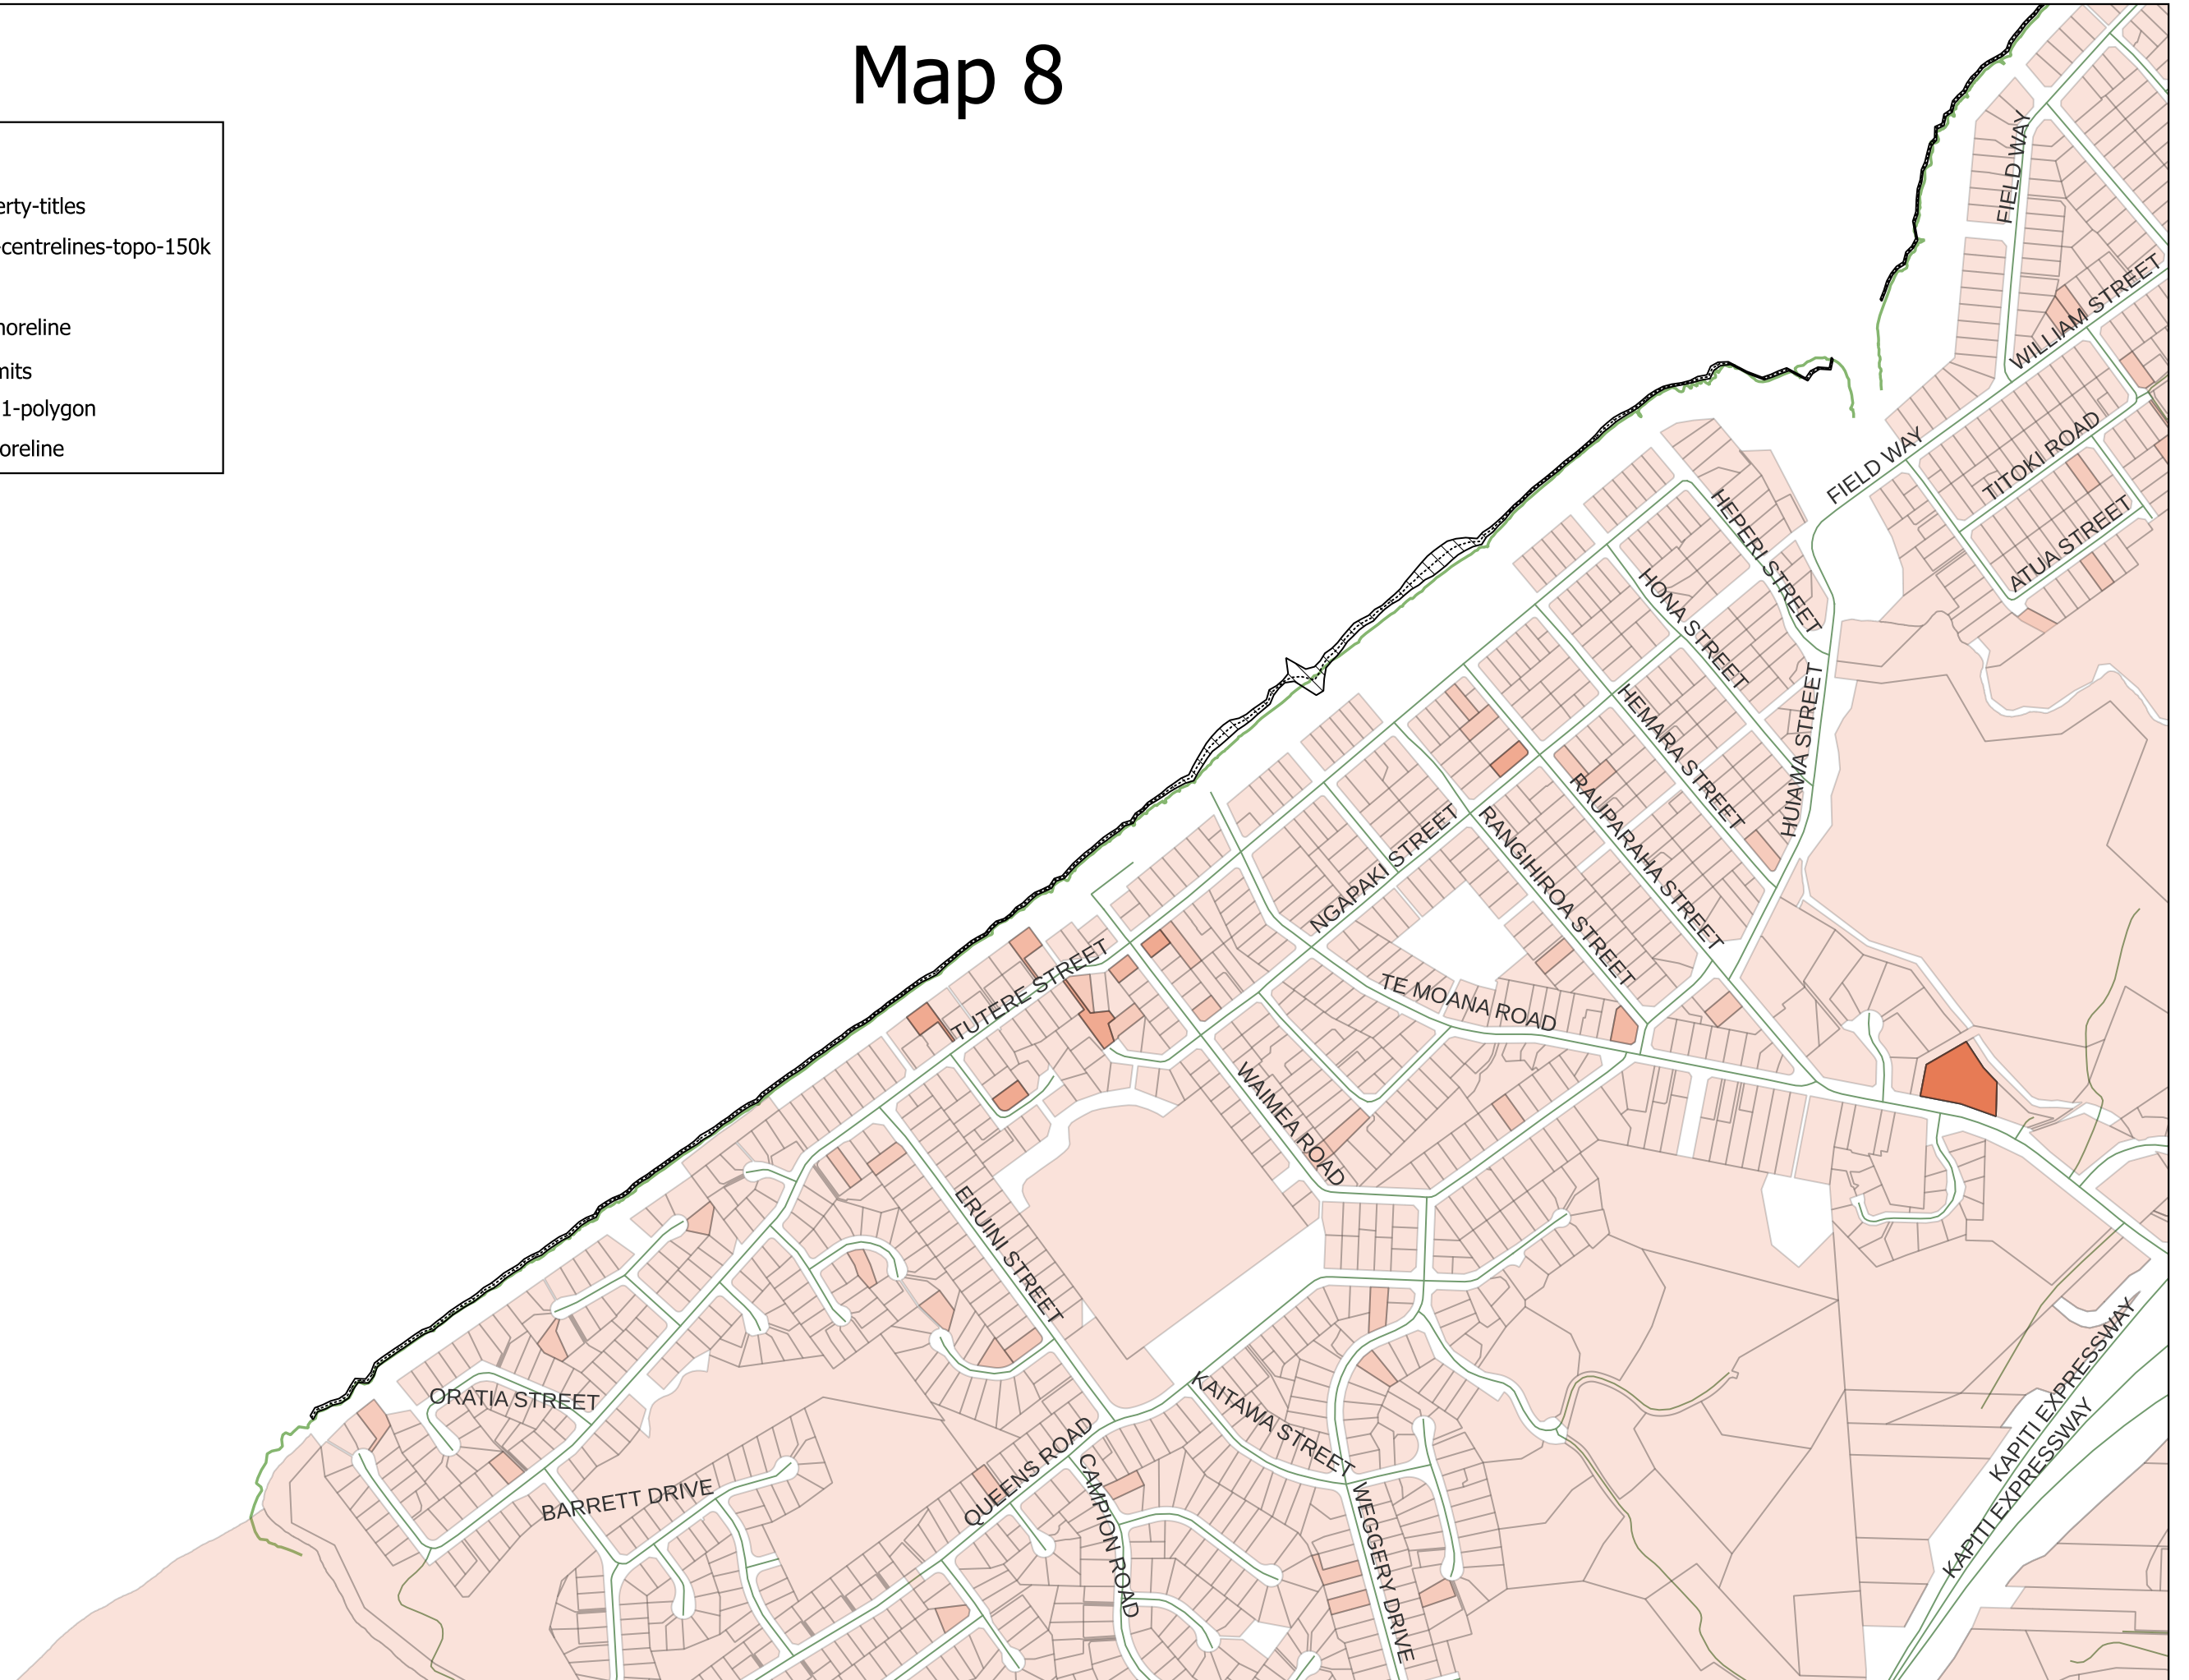 Map 8
erty-titles
-centrelines-topo-150k
horeline
mits
1-polygon
oreline
FIELD WAY
WILLIAM STREET
FIELD WAY
TITOKI ROAD
ATUA STREET
HEPERI STREET
HONA STREET
HEMARA STREET
HUIAWA STREET
RAUPARAHA STREET
RANGIHIROA STREET
NGAPAKI STREET
TE MOANA ROAD
TUTERE STREET
WAIMEA ROAD
ERUINI STREET
ORATIA STREET
BARRETT DRIVE
QUEENS ROAD
KAITAWA STREET
CAMPION ROAD
WEGGERY DRIVE
KAPITI EXPRESSWAY
KAPITI EXPRESSWAY